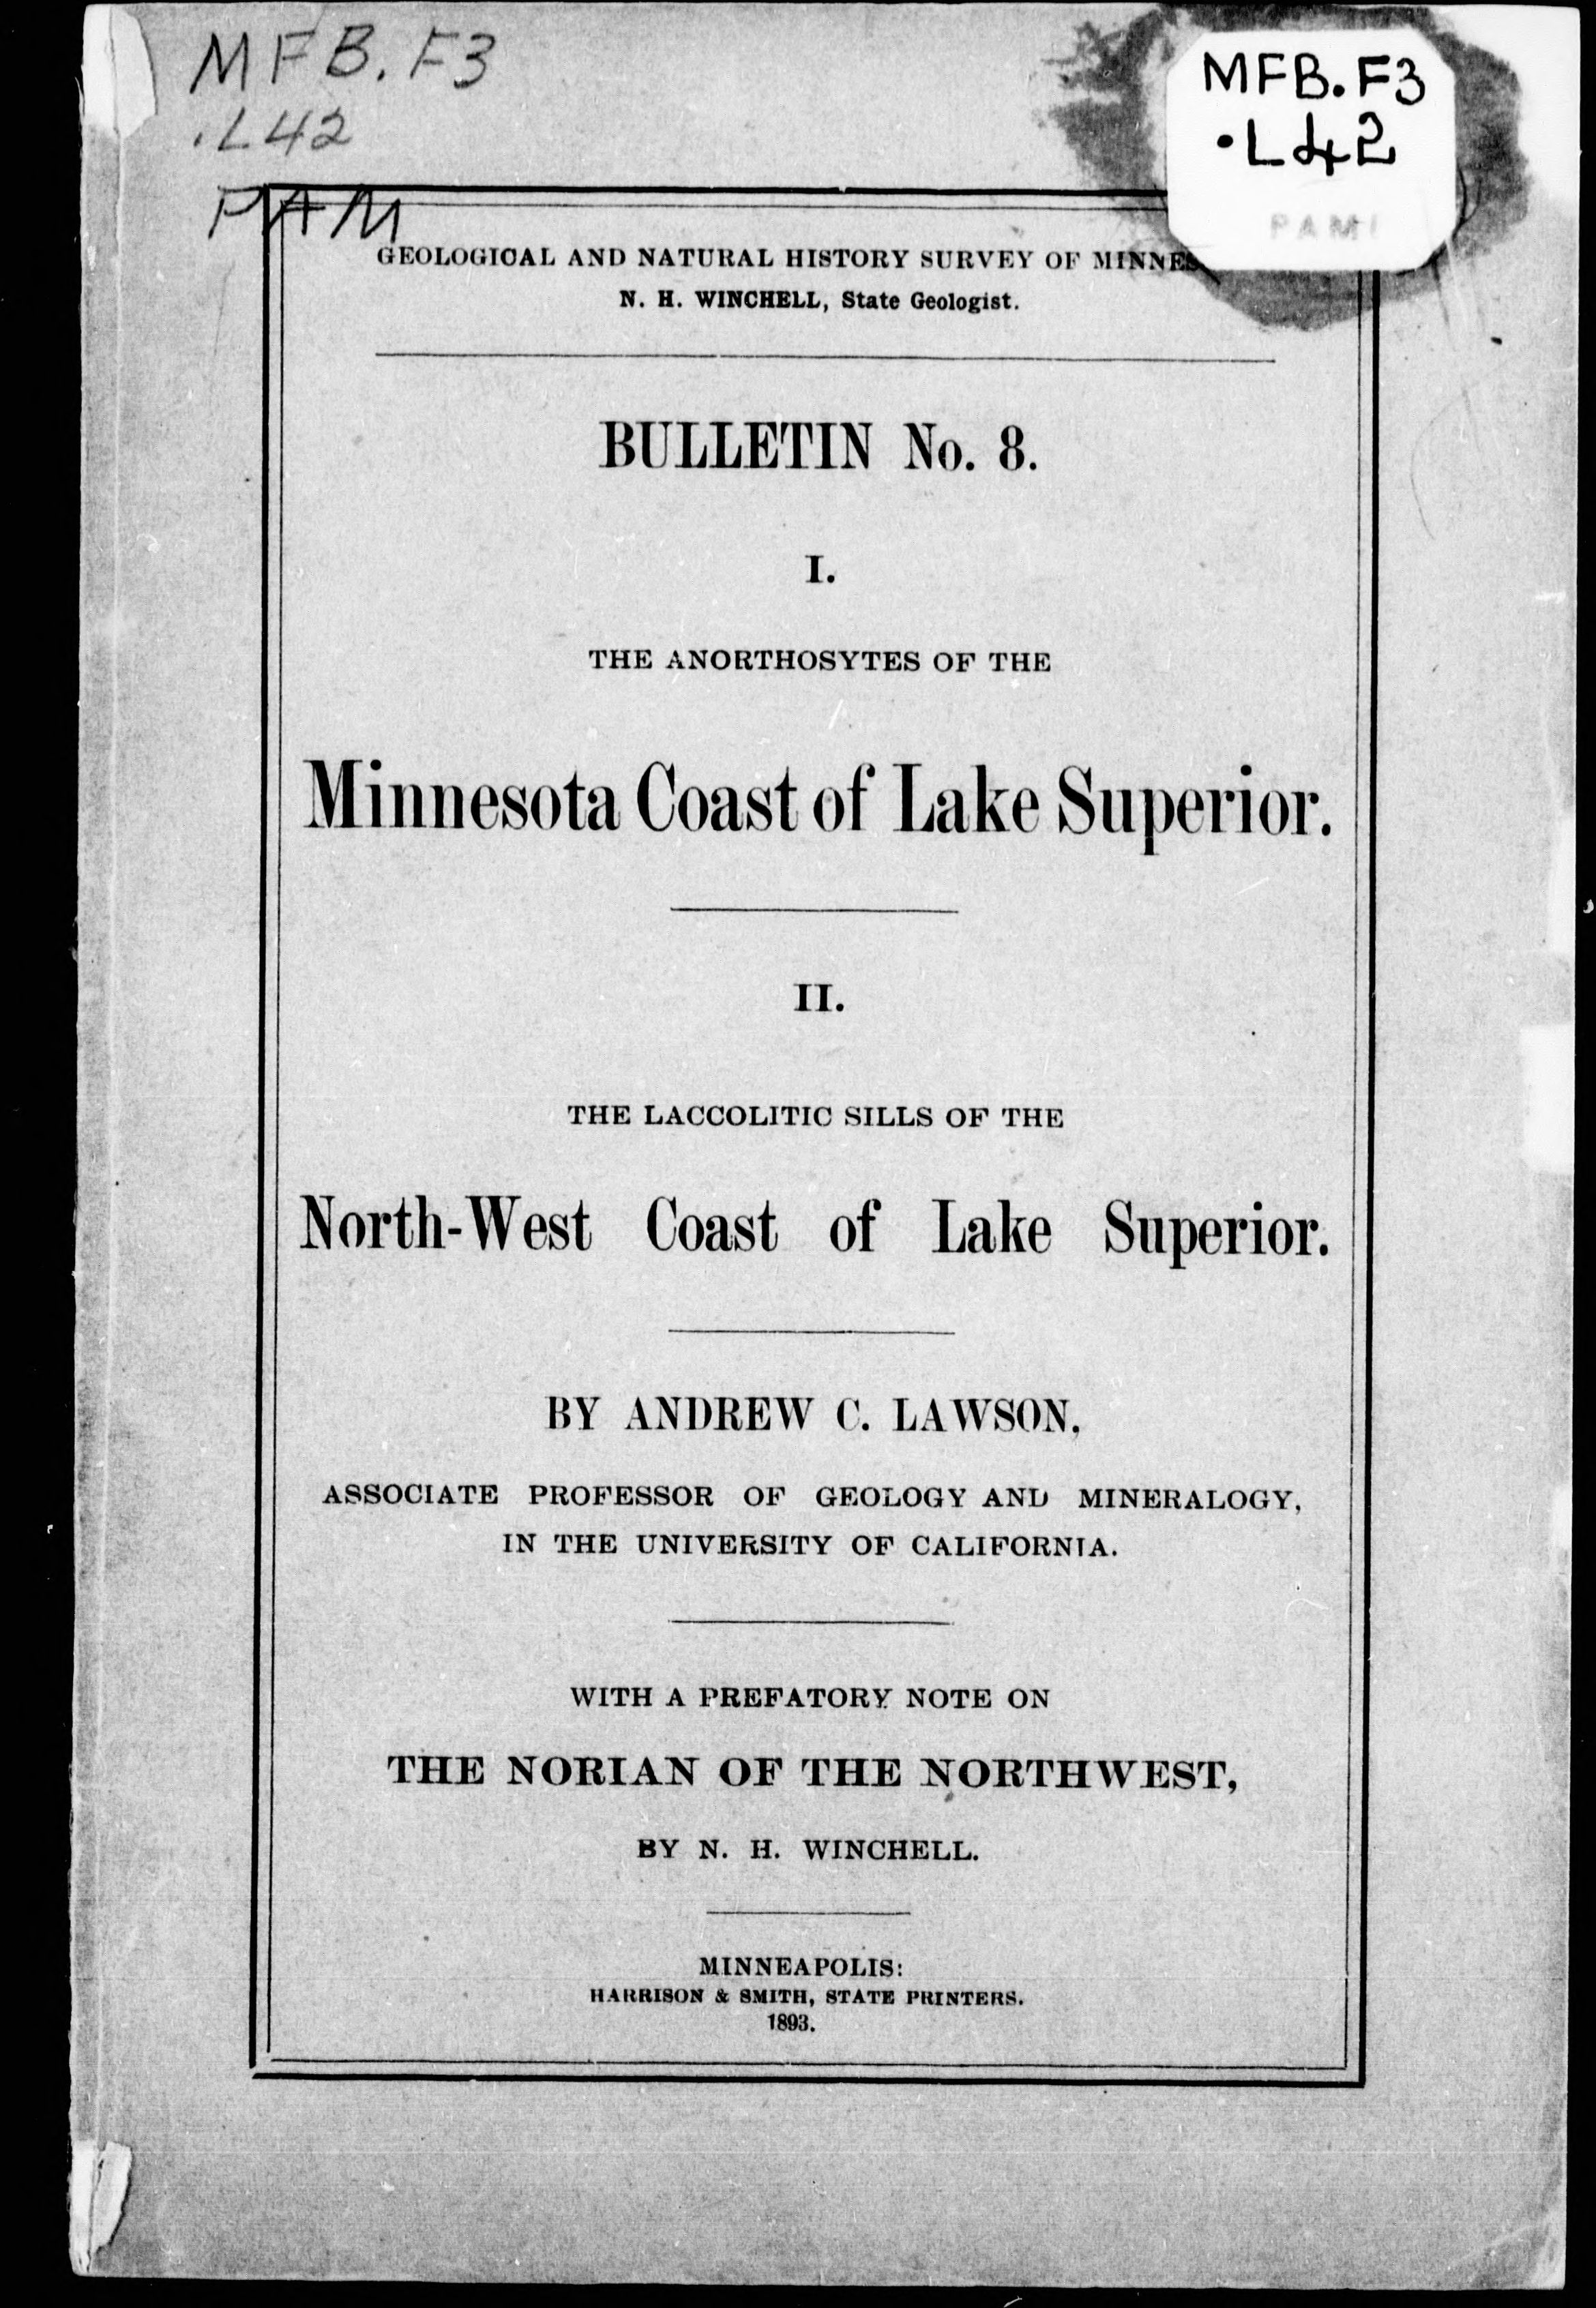 MFB. F3
.L42
PAM
MFB. F3
.L42
PAM
GEOLOGICAL AND NATURAL HISTORY SURVEY OF
N. H. WINCHELL, State Geologist.
BULLETIN No. 8.
I.
THE ANORTHOSYTES OF THE
Minnesota Coast of Lake Superior.
II.
THE LACCOLITIC SILLS OF THE
North-West Coast of Lake Superior.
BY ANDREW C. LAWSON,
ASSOCIATE PROFESSOR OF GEOLOGY AND MINERALOGY,
IN THE UNIVERSITY OF CALIFORNIA.
WITH A PREFATORY NOTE ON
THE NORIAN OF THE NORTHWEST,
BY N. H. WINCHELL.
MINNEAPOLIS:
HARRISON & SMITH, STATE PRINTERS.
1893.